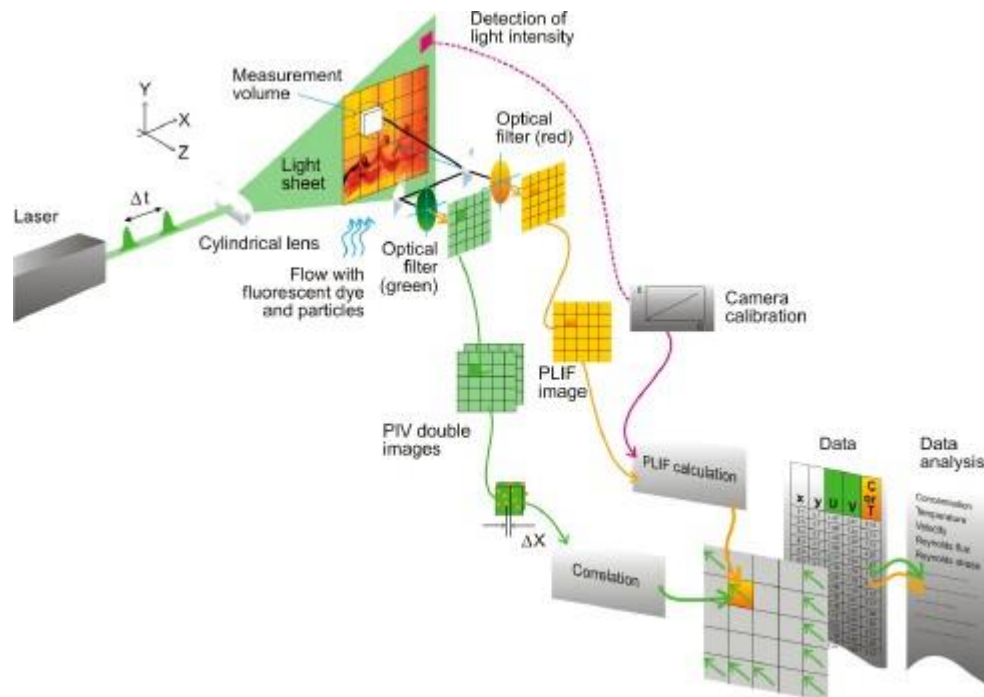 Detection of
light intensity
Measurement
volume
Optical
filter (red)
Y
X
Z
Light
sheet
Δt
Laser
Cylindrical lens
Optical
filter
(green)
Flow with
fluorescent dye
and particles
Camera
calibration
PLIF
image
PIV double
images
PLIF calculation
Data
Data
analysis
x y U V C or T
Concentration
Temperature
Velocity
Reynolds flux
Reynolds stress
ΔX
Correlation